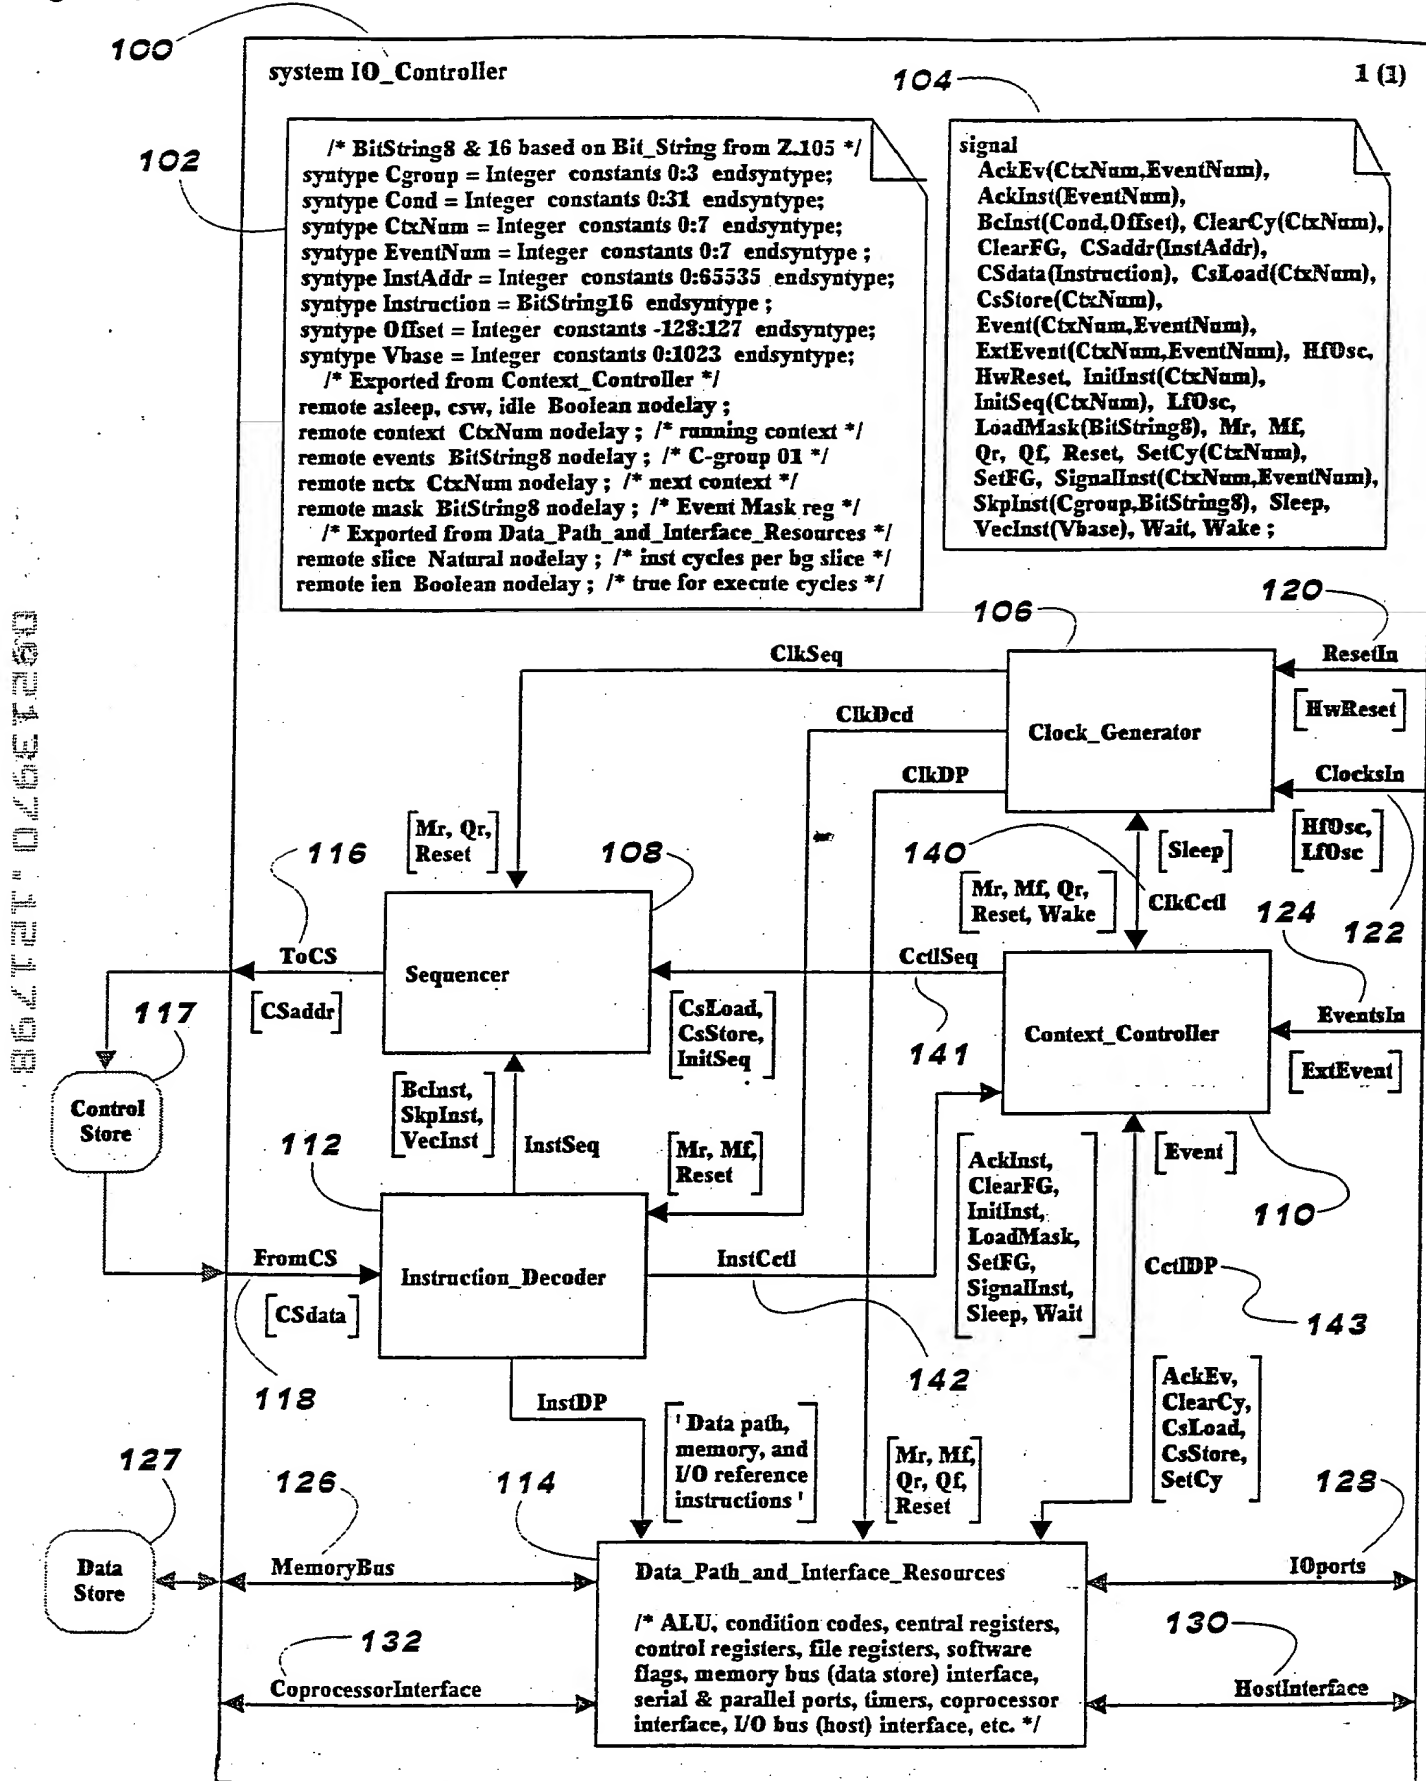 100
system IO_Controller
1 (1)
102
/* BitString8 & 16 based on Bit_String from Z.105 */
syntype Cgroup = Integer constants 0:3 endsyntype;
syntype Cond = Integer constants 0:31 endsyntype;
syntype CtxNum = Integer constants 0:7 endsyntype;
syntype EventNum = Integer constants 0:7 endsyntype ;
syntype InstAddr = Integer constants 0:65535 endsyntype;
syntype Instruction = BitString16 endsyntype ;
syntype Offset = Integer constants -128:127 endsyntype;
syntype Vbase = Integer constants 0:1023 endsyntype;
/* Exported from Context_Controller */
remote asleep, csw, idle Boolean nodelay ;
remote context CtxNum nodelay ; /* running context */
remote events BitString8 nodelay ; /* C-group 01 */
remote nctx CtxNum nodelay ; /* next context */
remote mask BitString8 nodelay ; /* Event Mask reg */
/* Exported from Data_Path_and_Interface_Resources */
remote slice Natural nodelay ; /* inst cycles per bg slice */
remote ien Boolean nodelay ; /* true for execute cycles */
104
signal
AckEv(CtxNum,EventNum),
AckInst(EventNum),
BcInst(Cond,Offset), ClearCy(CtxNum),
ClearFG, CSaddr(InstAddr),
CSdata(Instruction), CsLoad(CtxNum),
CsStore(CtxNum),
Event(CtxNum,EventNum),
ExtEvent(CtxNum,EventNum), HfOsc,
HwReset, InitInst(CtxNum),
InitSeq(CtxNum), LfOsc,
LoadMask(BitString8), Mr, Mf,
Qr, Qf, Reset, SetCy(CtxNum),
SetFG, SignalInst(CtxNum,EventNum),
SkpInst(Cgroup,BitString8), Sleep,
VecInst(Vbase), Wait, Wake ;
09213970.121798
106
120
ClkSeq
ResetIn
[HwReset]
ClkDcd
Clock_Generator
ClkDP
ClocksIn
[HfOsc,
LfOsc]
122
[Mr, Qr,
Reset]
116
108
140
[Sleep]
[Mr, Mf, Qr,
Reset, Wake]
ClkCctl
124
ToCS
[CSaddr]
Sequencer
CctlSeq
[CsLoad,
CsStore,
InitSeq]
141
Context_Controller
EventsIn
[ExtEvent]
117
Control
Store
[BcInst,
SkpInst,
VecInst]
InstSeq
112
[Mr, Mf,
Reset]
[AckInst,
ClearFG,
InitInst,
LoadMask,
SetFG,
SignalInst,
Sleep, Wait]
[Event]
110
FromCS
[CSdata]
Instruction_Decoder
InstCctl
CctlDP
143
118
142
InstDP
[' Data path,
memory, and
I/O reference
instructions ']
[Mr, Mf,
Qr, Qf,
Reset]
[AckEv,
ClearCy,
CsLoad,
CsStore,
SetCy]
127
126
114
128
Data
Store
MemoryBus
Data_Path_and_Interface_Resources
IOports
/* ALU, condition codes, central registers,
control registers, file registers, software
flags, memory bus (data store) interface,
serial & parallel ports, timers, coprocessor
interface, I/O bus (host) interface, etc. */
132
CoprocessorInterface
130
HostInterface